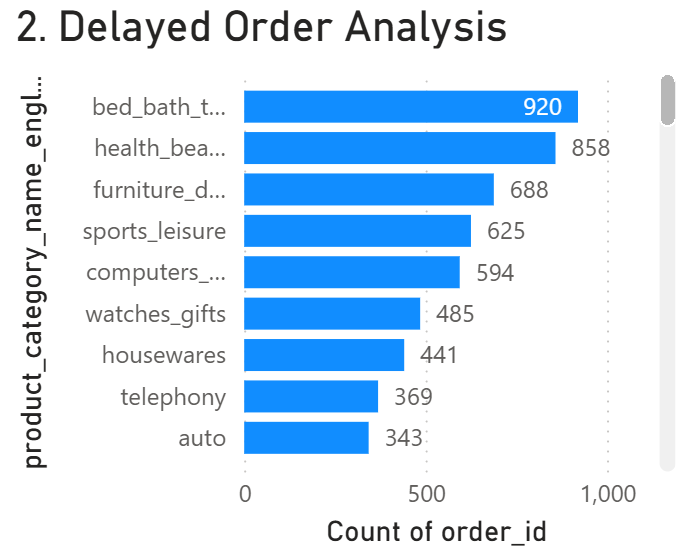 2. Delayed Order Analysis
product_category_name_engl...
bed_bath_t... 920
health_bea... 858
furniture_d... 688
sports_leisure 625
computers_... 594
watches_gifts 485
housewares 441
telephony 369
auto 343
0 500 1,000
Count of order_id